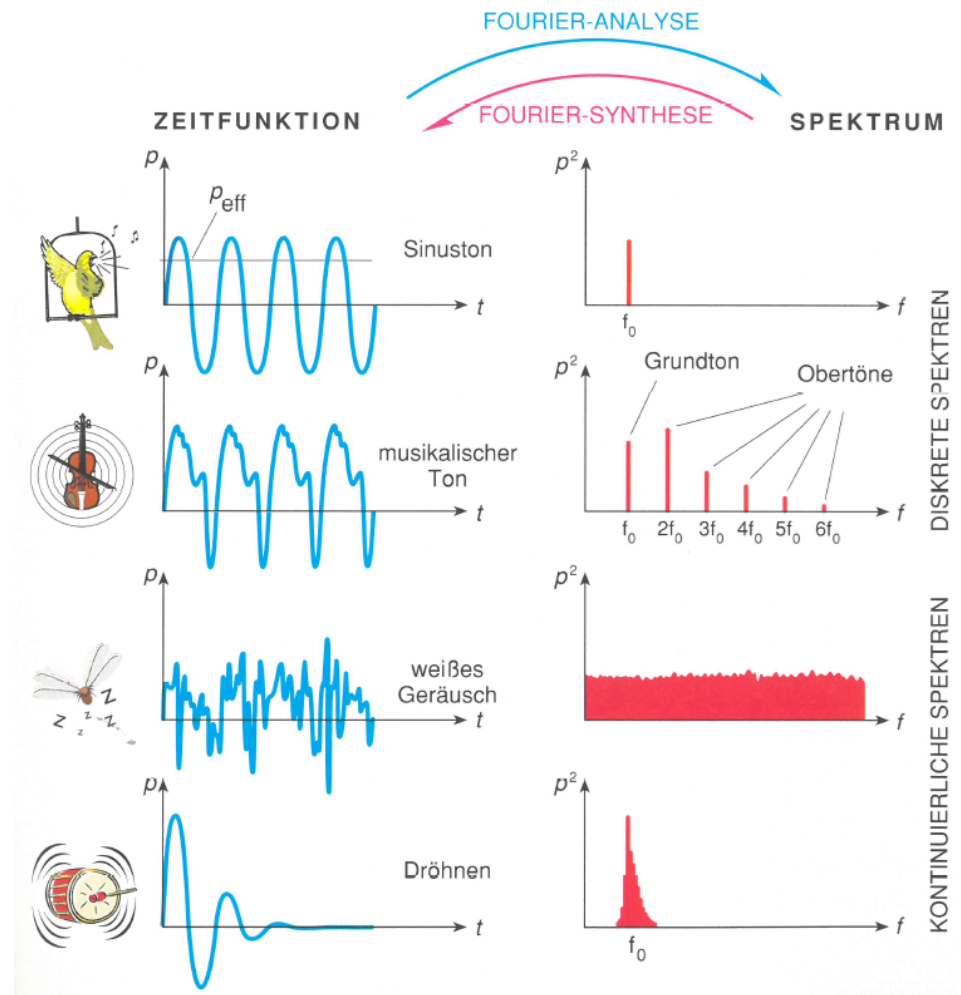 FOURIER-ANALYSE
FOURIER-SYNTHESE
ZEITFUNKTION
SPEKTRUM
p
p_eff
Sinuston
t
p²
f₀
f
p
musikalischer
Ton
t
p²
Grundton
Obertöne
f₀ 2f₀ 3f₀ 4f₀ 5f₀ 6f₀
f
DISKRETE SPEKTREN
p
z z z z z
weißes
Geräusch
t
p²
f
p
Dröhnen
t
p²
f₀
f
KONTINUIERLICHE SPEKTREN